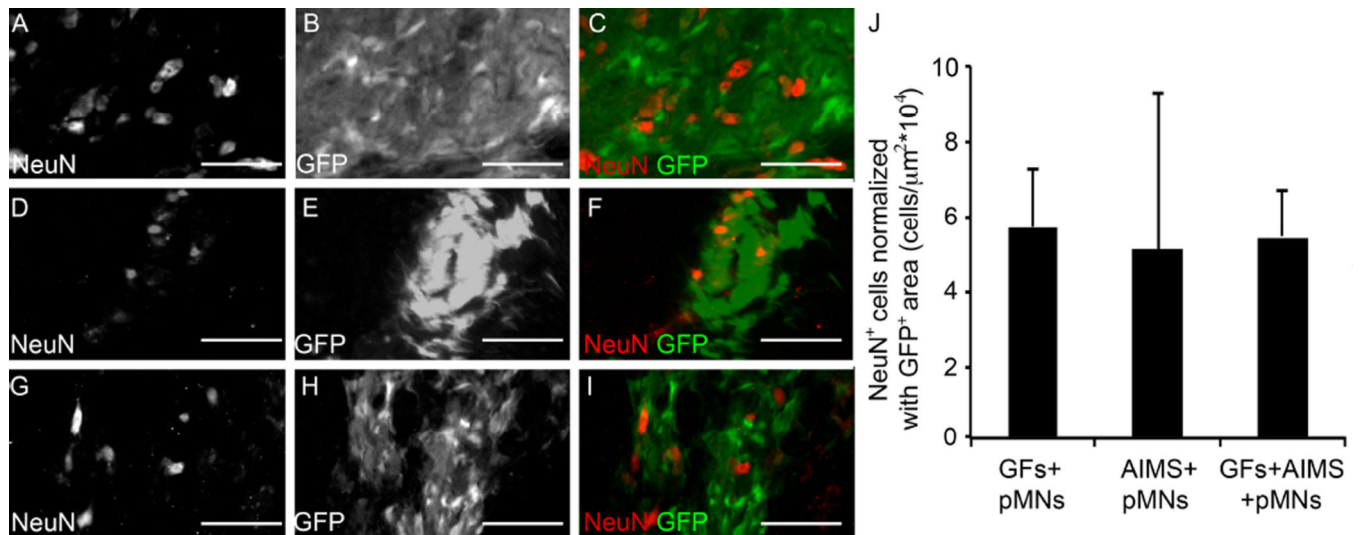 A
NeuN
B
GFP
C
NeuN GFP
D
NeuN
E
GFP
F
NeuN GFP
G
NeuN
H
GFP
I
NeuN GFP
J
NeuN⁺ cells normalized
with GFP⁺ area (cells/μm²*10⁴)
10
8
6
4
2
0
GFs+
pMNs
AIMS+
pMNs
GFs+AIMS
+pMNs